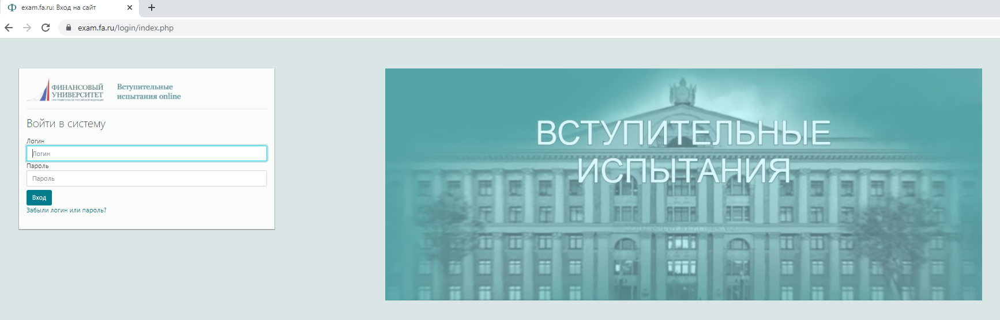 exam.fa.ru: Вход на сайт
exam.fa.ru/login/index.php
ФИНАНСОВЫЙ
УНИВЕРСИТЕТ
Вступительные
испытания online
Войти в систему
Логин
Логин
Пароль
Пароль
Вход
Забыли логин или пароль?
ВСТУПИТЕЛЬНЫЕ
ИСПЫТАНИЯ